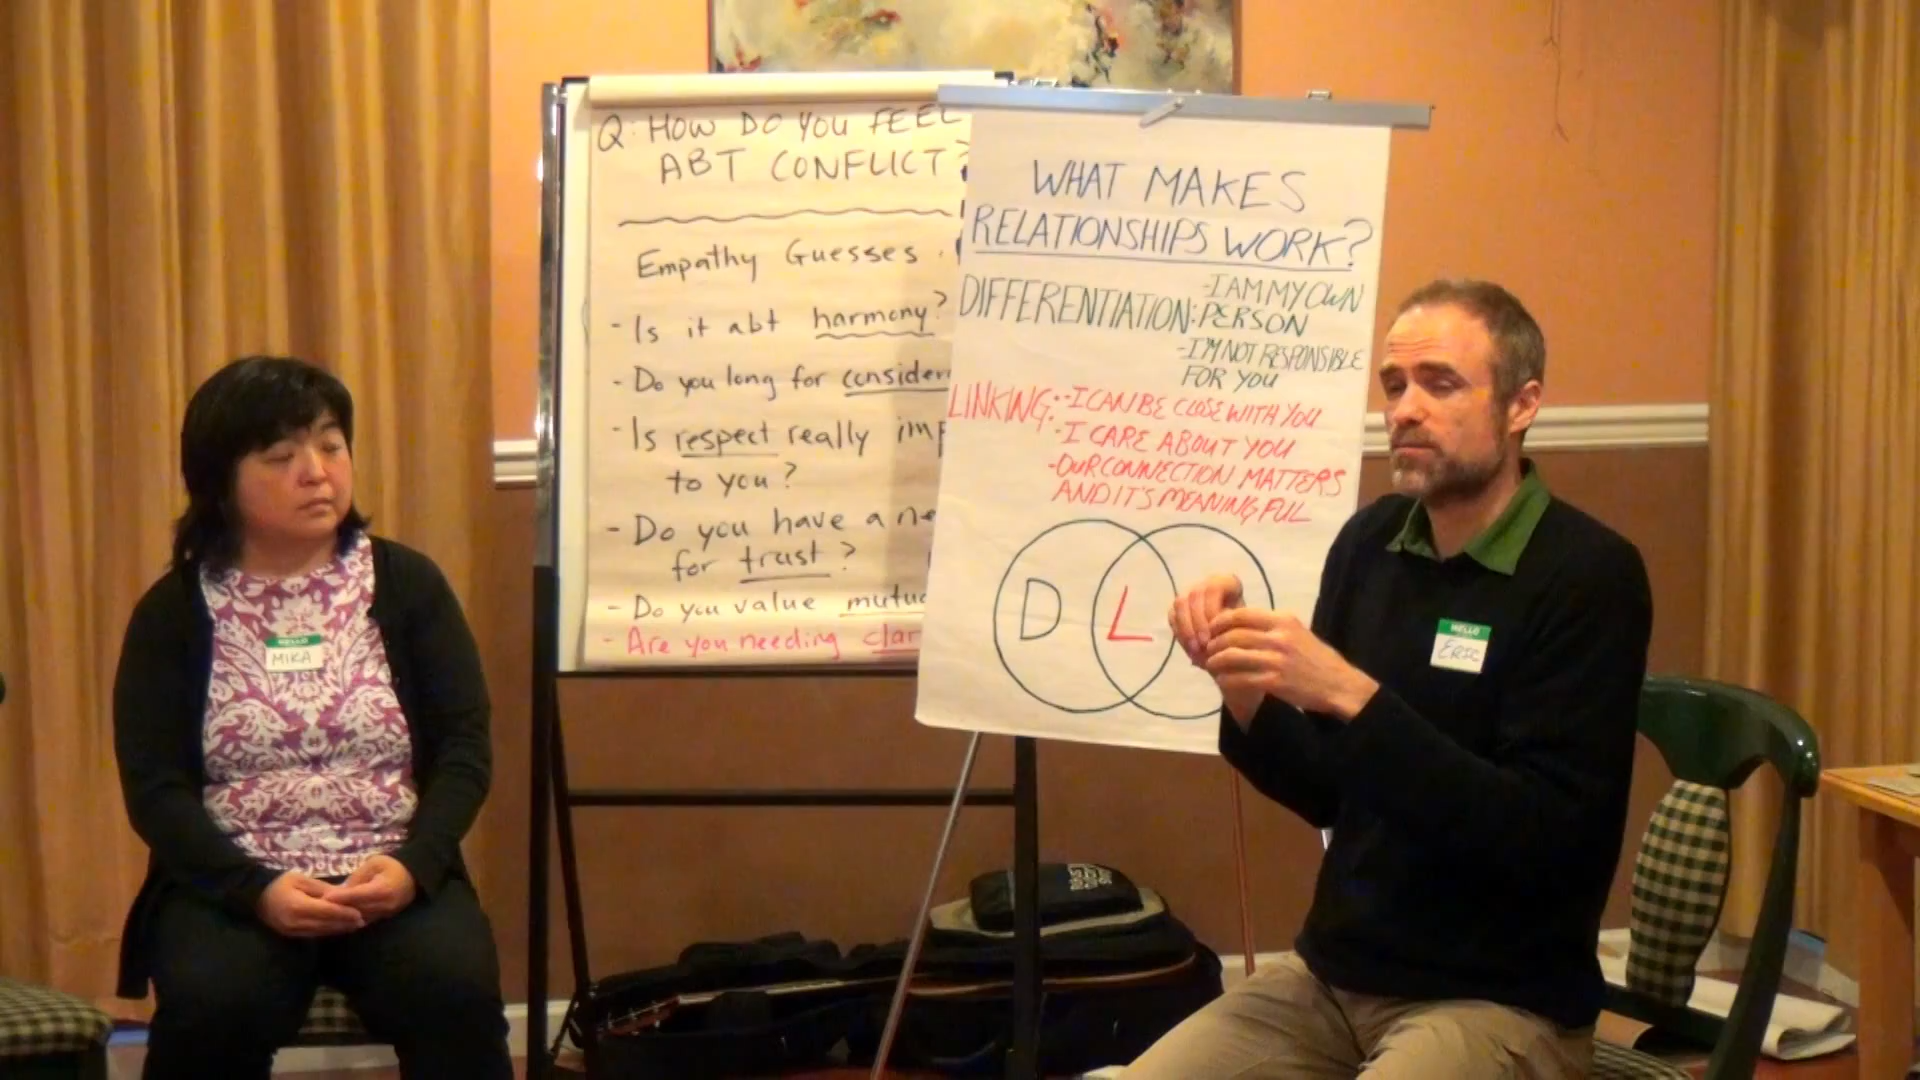 Q: HOW DO YOU FEEL
ABT CONFLICT?
Empathy Guesses
- Is it abt harmony?
- Do you long for
- Is respect really
to you?
- Do you have a
for trust?
- Do you value
- Are you needing
WHAT MAKES
RELATIONSHIPS WORK?
DIFFERENTIATION: - I AM MY OWN
PERSON
- I'M NOT RESPONSIBLE
FOR YOU
LINKING: - I CAN BE CLOSE WITH YOU
- I CARE ABOUT YOU
- OUR CONNECTION MATTERS
AND IT'S MEANINGFUL
D L
HELLO
MIKA
HELLO
ERIC